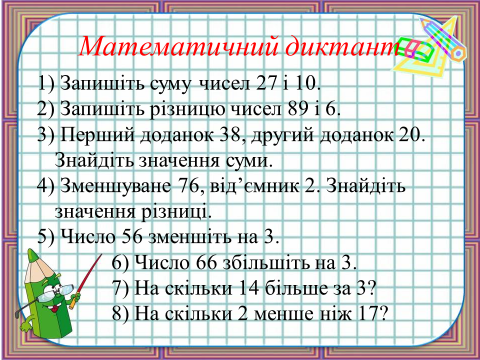 Математичний диктант
1) Запишіть суму чисел 27 і 10.
2) Запишіть різницю чисел 89 і 6.
3) Перший доданок 38, другий доданок 20.
Знайдіть значення суми.
4) Зменшуване 76, від’ємник 2. Знайдіть
значення різниці.
5) Число 56 зменшіть на 3.
6) Число 66 збільшіть на 3.
7) На скільки 14 більше за 3?
8) На скільки 2 менше ніж 17?